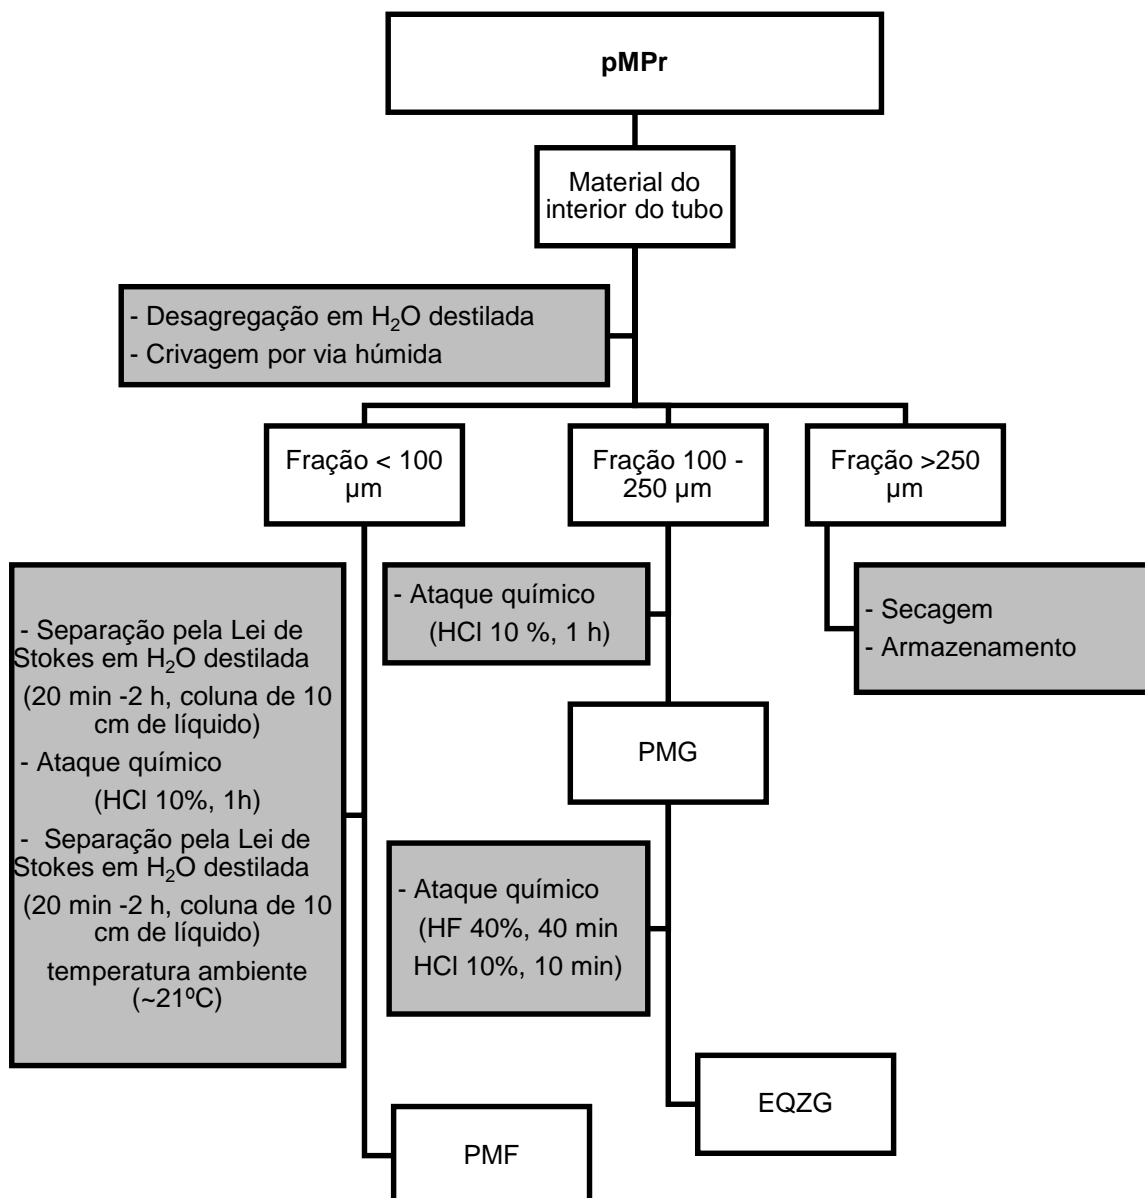 pMPr
Material do
interior do tubo
- Desagregação em H₂O destilada
- Crivagem por via húmida
Fração < 100
µm
Fração 100 -
250 µm
Fração >250
µm
- Separação pela Lei de
Stokes em H₂O destilada
(20 min -2 h, coluna de 10
cm de líquido)
- Ataque químico
(HCl 10%, 1h)
- Separação pela Lei de
Stokes em H₂O destilada
(20 min -2 h, coluna de 10
cm de líquido)
temperatura ambiente
(~21ºC)
- Ataque químico
(HCl 10 %, 1 h)
- Secagem
- Armazenamento
PMG
- Ataque químico
(HF 40%, 40 min
HCl 10%, 10 min)
EQZG
PMF